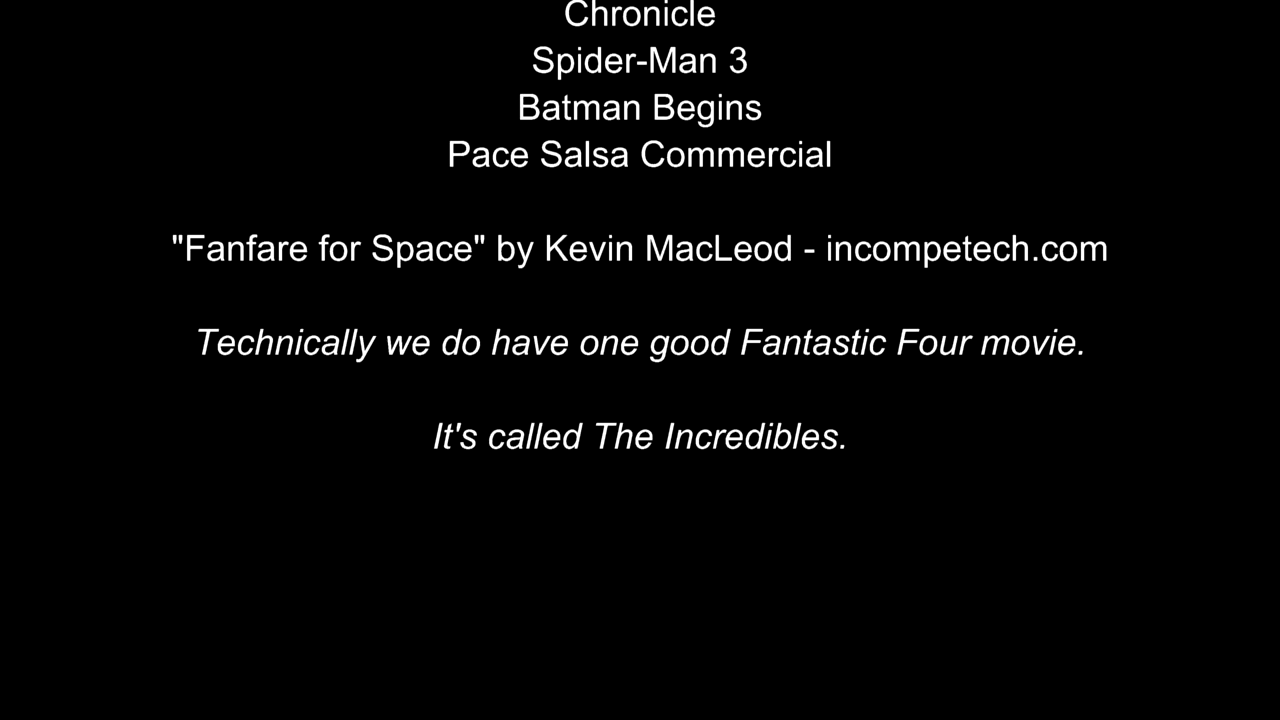 Chronicle
Spider-Man 3
Batman Begins
Pace Salsa Commercial
"Fanfare for Space" by Kevin MacLeod - incompetech.com
Technically we do have one good Fantastic Four movie.
It's called The Incredibles.